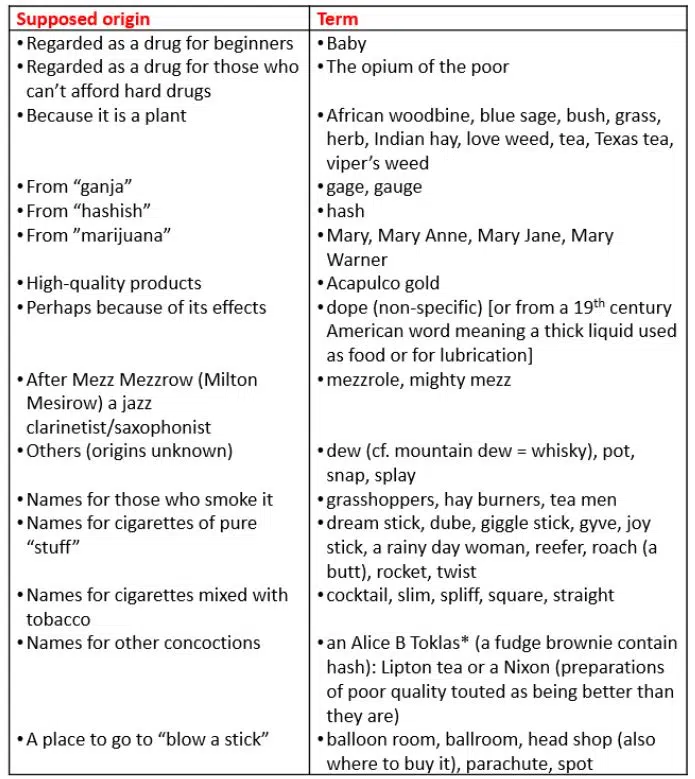 Supposed origin
Term
• Regarded as a drug for beginners
• Baby
• Regarded as a drug for those who
can’t afford hard drugs
• The opium of the poor
• Because it is a plant
• African woodbine, blue sage, bush, grass,
herb, Indian hay, love weed, tea, Texas tea,
viper’s weed
• From “ganja”
• gage, gauge
• From “hashish”
• hash
• From ”marijuana”
• Mary, Mary Anne, Mary Jane, Mary
Warner
• High-quality products
• Acapulco gold
• Perhaps because of its effects
• dope (non-specific) [or from a 19th century
American word meaning a thick liquid used
as food or for lubrication]
• After Mezz Mezzrow (Milton
Mesirow) a jazz
clarinetist/saxophonist
• mezzrole, mighty mezz
• Others (origins unknown)
• dew (cf. mountain dew = whisky), pot,
snap, splay
• Names for those who smoke it
• grasshoppers, hay burners, tea men
• Names for cigarettes of pure
“stuff”
• dream stick, dube, giggle stick, gyve, joy
stick, a rainy day woman, reefer, roach (a
butt), rocket, twist
• Names for cigarettes mixed with
tobacco
• cocktail, slim, spliff, square, straight
• Names for other concoctions
• an Alice B Toklas* (a fudge brownie contain
hash): Lipton tea or a Nixon (preparations
of poor quality touted as being better than
they are)
• A place to go to “blow a stick”
• balloon room, ballroom, head shop (also
where to buy it), parachute, spot